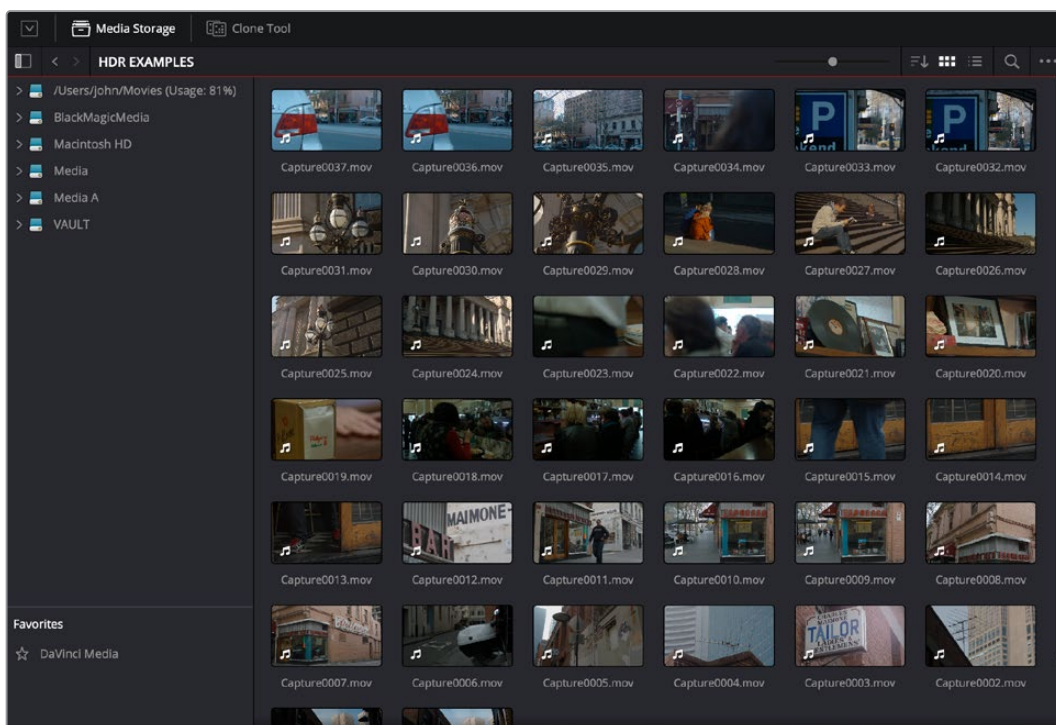 Media Storage
Clone Tool
HDR EXAMPLES
/Users/john/Movies (Usage: 81%)
BlackMagicMedia
Macintosh HD
Media
Media A
VAULT
Favorites
DaVinci Media
P
P
Capture0037.mov Capture0036.mov Capture0035.mov Capture0034.mov Capture0033.mov Capture0032.mov
Capture0031.mov Capture0030.mov Capture0029.mov Capture0028.mov Capture0027.mov Capture0026.mov
Capture0025.mov Capture0024.mov Capture0023.mov Capture0022.mov Capture0021.mov Capture0020.mov
Capture0019.mov Capture0018.mov Capture0017.mov Capture0016.mov Capture0015.mov Capture0014.mov
MAIMONE
BAR
Capture0013.mov Capture0012.mov Capture0011.mov Capture0010.mov Capture0009.mov Capture0008.mov
TAILOR
Capture0007.mov Capture0006.mov Capture0005.mov Capture0004.mov Capture0003.mov Capture0002.mov